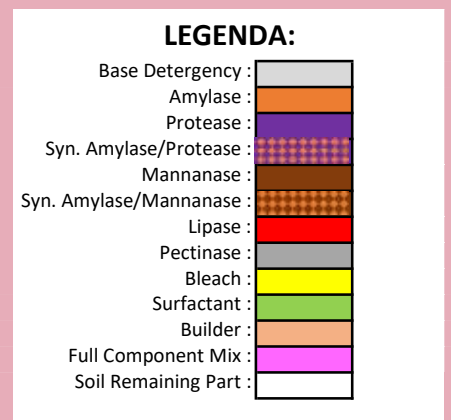 LEGENDA:
Base Detergency :
Amylase :
Protease :
Syn. Amylase/Protease :
Mannanase :
Syn. Amylase/Mannanase :
Lipase :
Pectinase :
Bleach :
Surfactant :
Builder :
Full Component Mix :
Soil Remaining Part :